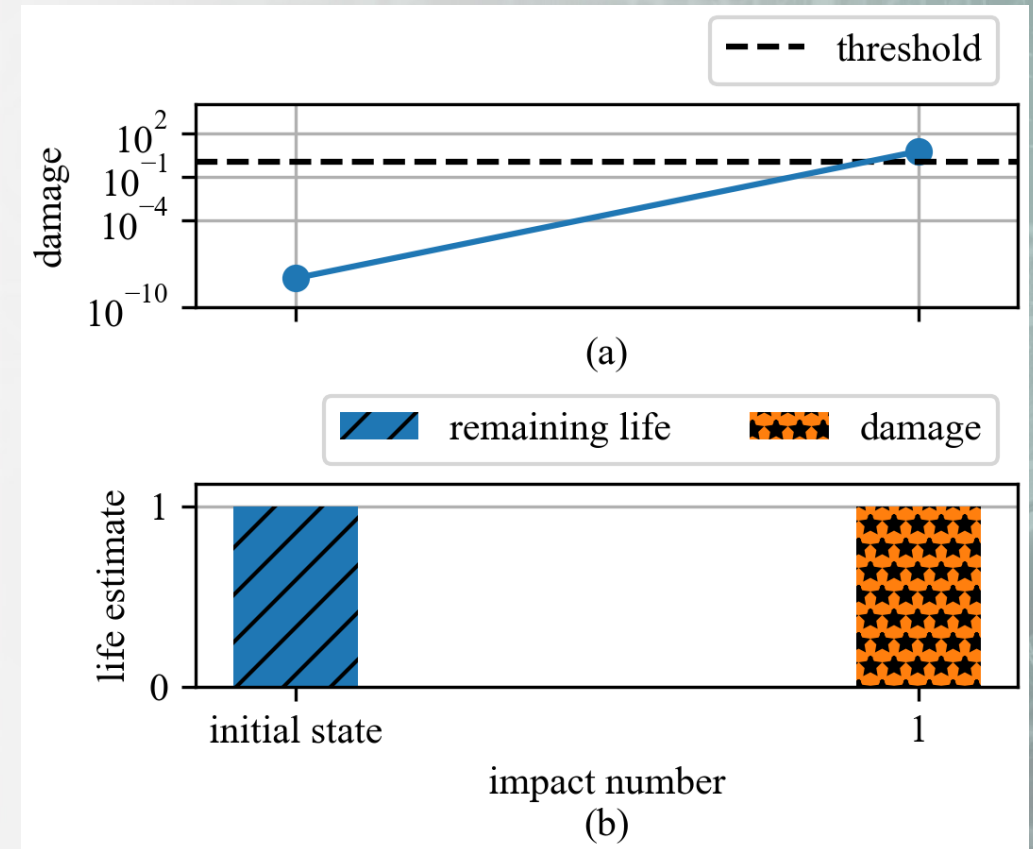 threshold
damage
10^2
10^-1
10^-4
10^-10
(a)
remaining life
damage
life estimate
1
0
initial state
1
impact number
(b)